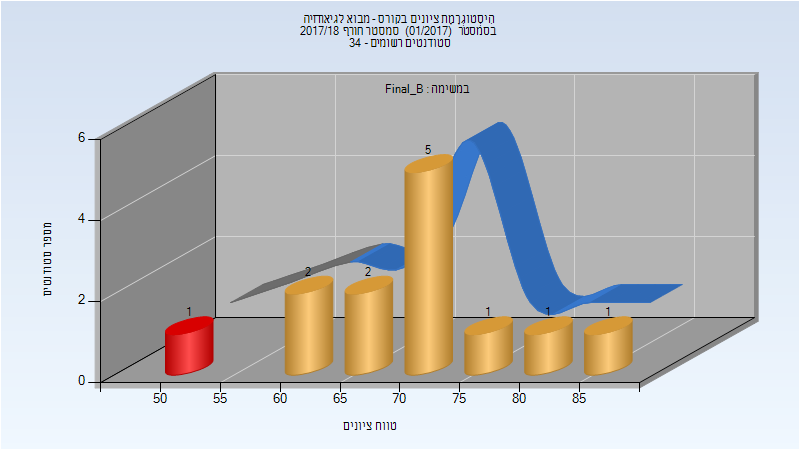 היסטוגרמת ציונים בקורס - מבוא לגיאודזיה
בסמסטר (01/2017) סמסטר חורף 2017/18
סטודנטים רשומים - 34
במשימה : Final_B
מספר סטודנטים
6
4
2
0
1
2
2
5
1
1
1
50 55 60 65 70 75 80 85
טווח ציונים